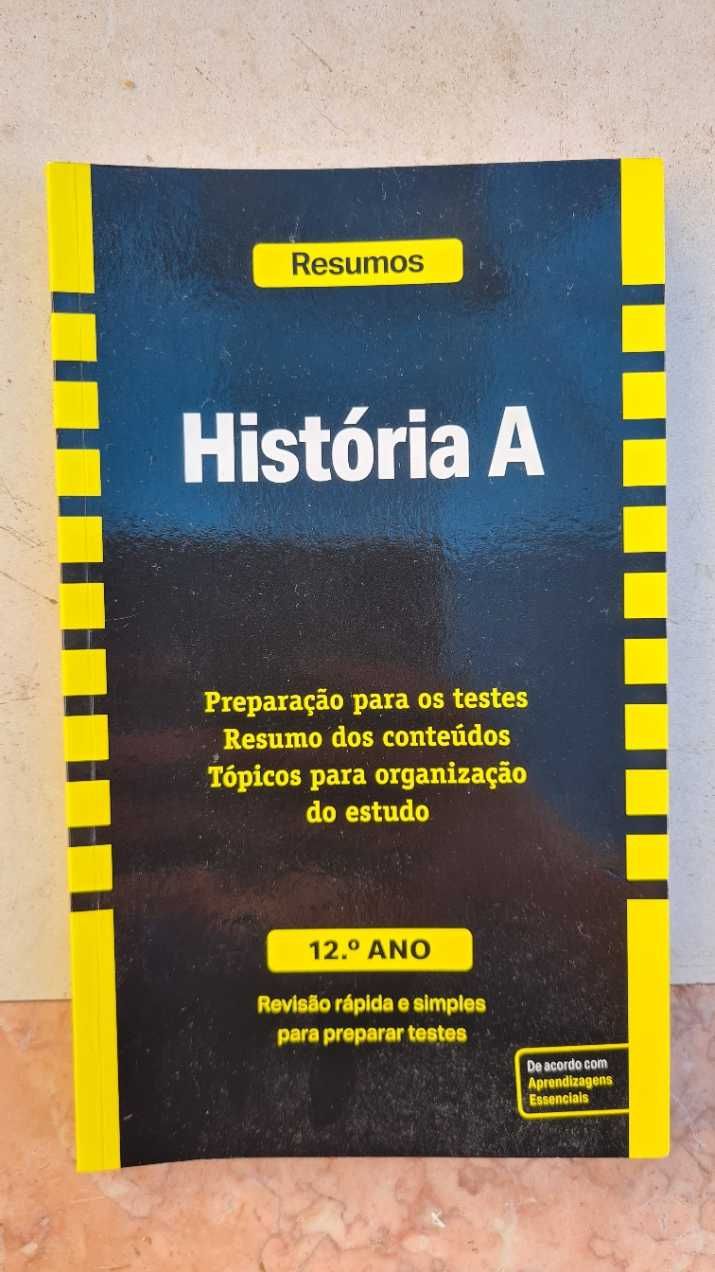 Resumos
História A
Preparação para os testes
Resumo dos conteúdos
Tópicos para organização
do estudo
12.º ANO
Revisão rápida e simples
para preparar testes
De acordo com
Aprendizagens
Essenciais